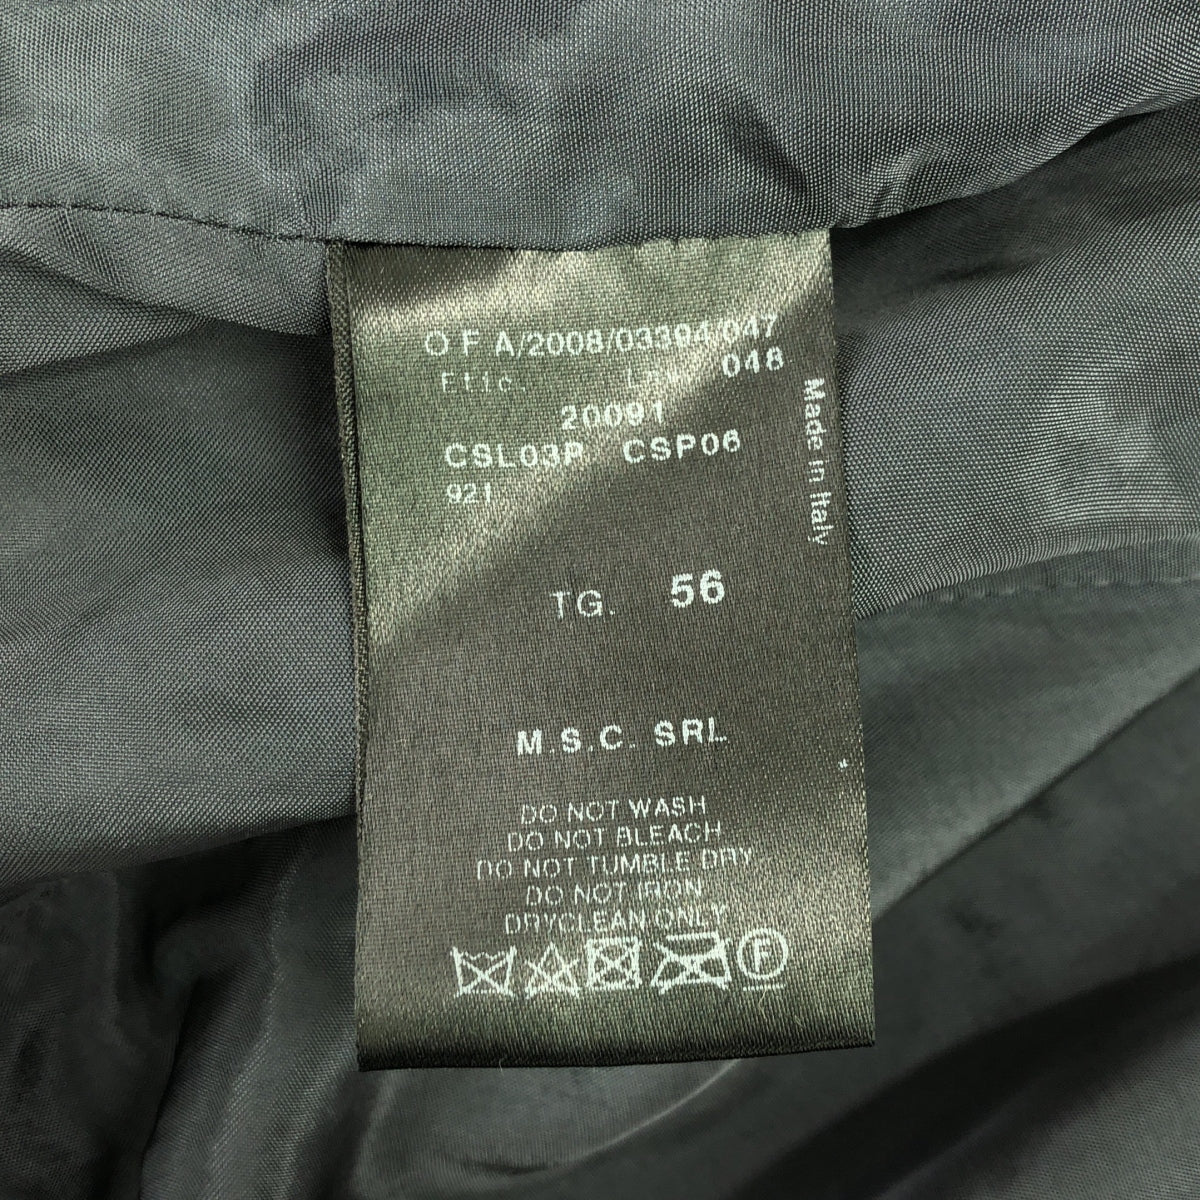 O F A/2008/03394/047
Etic. 048
20091
CSL03P CSP06
921
Made in Italy
TG. 56
M.S.C. SRL
DO NOT WASH
DO NOT BLEACH
DO NOT TUMBLE DRY
DO NOT IRON
DRYCLEAN ONLY
F